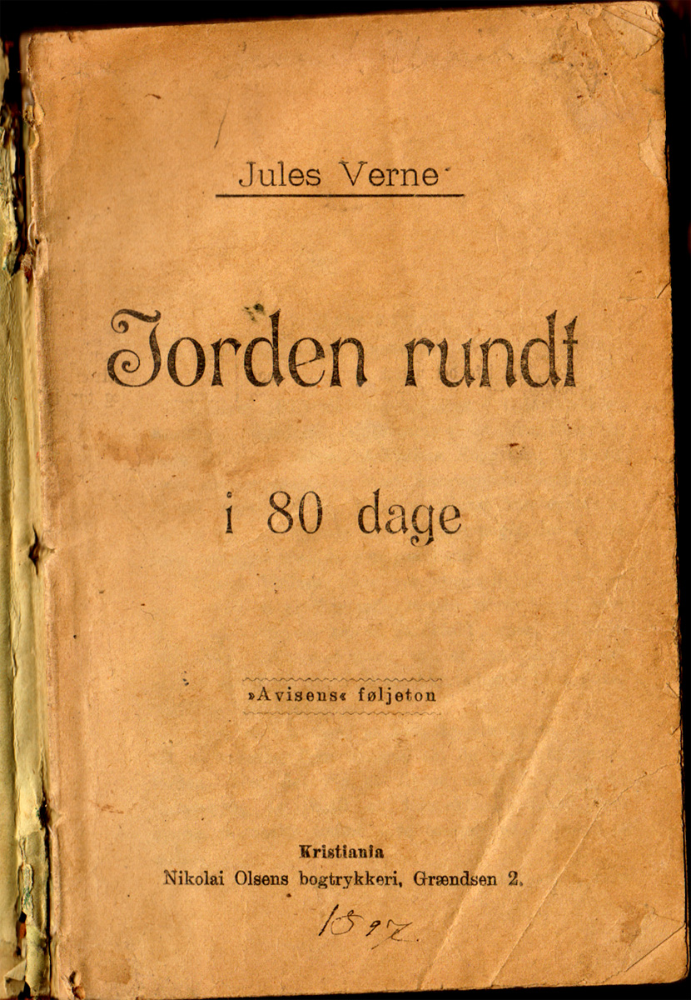 Jules Verne
Jorden rundt
i 80 dage
»Avisens« føljeton
Kristiania
Nikolai Olsens bogtrykkeri, Grændsen 2.
1897.